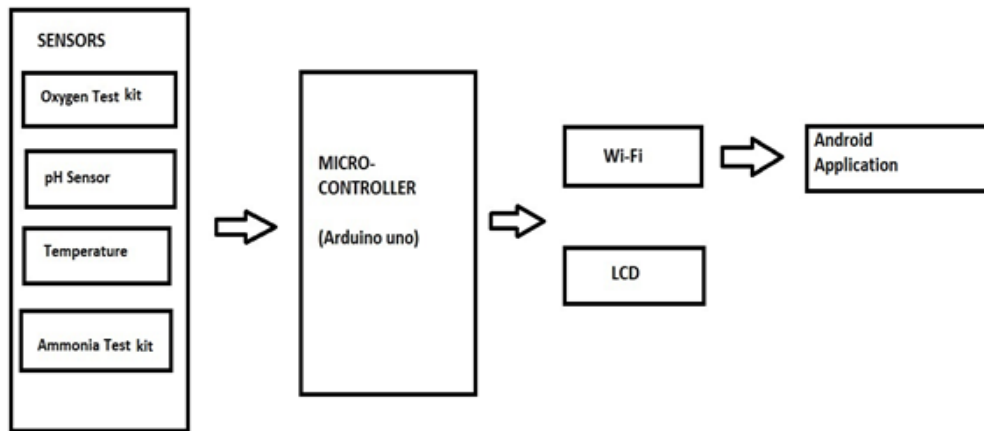 SENSORS
Oxygen Test kit
pH Sensor
Temperature
Ammonia Test kit
MICRO-
CONTROLLER
(Arduino uno)
Wi-Fi
LCD
Android
Application